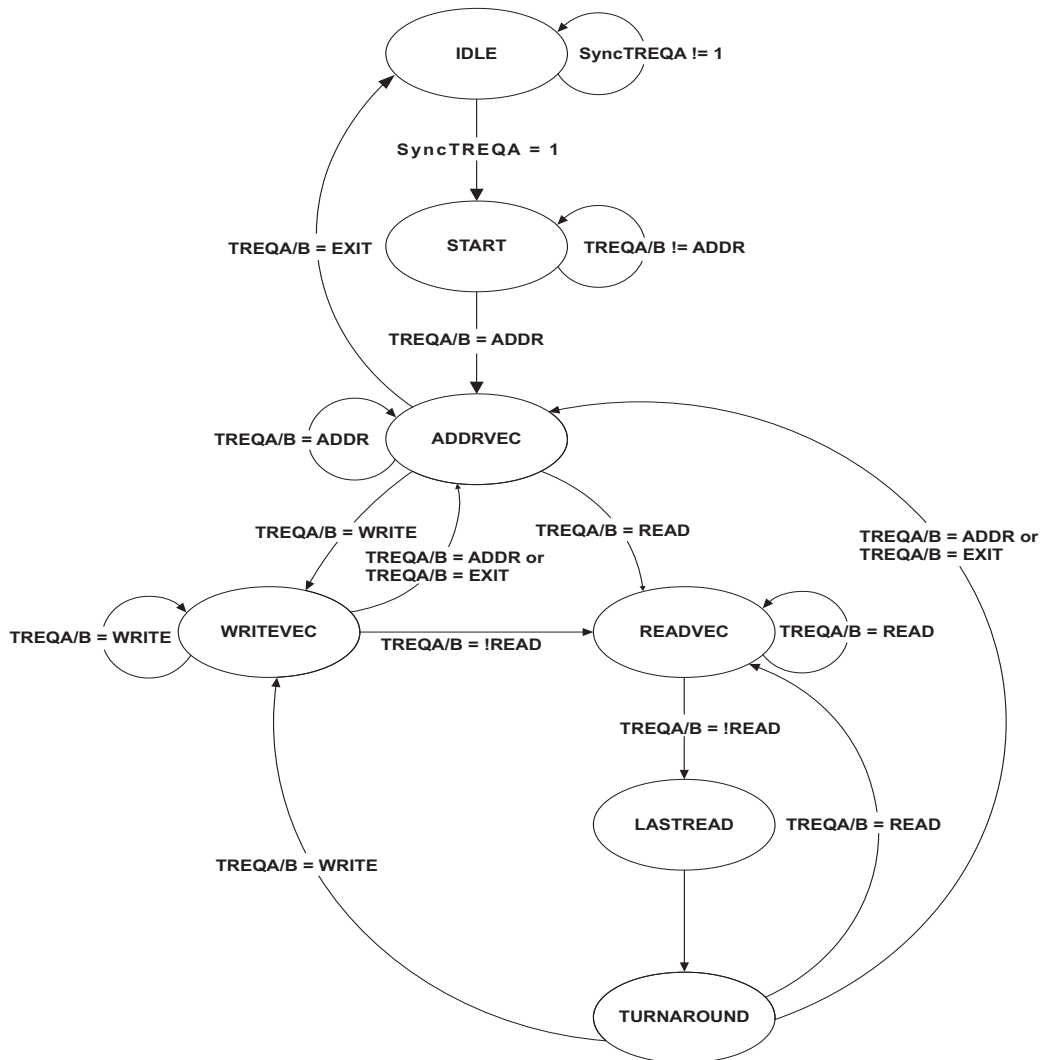 IDLE
SyncTREQA != 1
SyncTREQA = 1
START
TREQA/B != ADDR
TREQA/B = EXIT
TREQA/B = ADDR
TREQA/B = ADDR
ADDRVEC
TREQA/B = WRITE
TREQA/B = READ
TREQA/B = ADDR or
TREQA/B = EXIT
TREQA/B = ADDR or
TREQA/B = EXIT
TREQA/B = WRITE
WRITEVEC
TREQA/B = !READ
READVEC
TREQA/B = READ
TREQA/B = !READ
LASTREAD
TREQA/B = READ
TREQA/B = WRITE
TURNAROUND